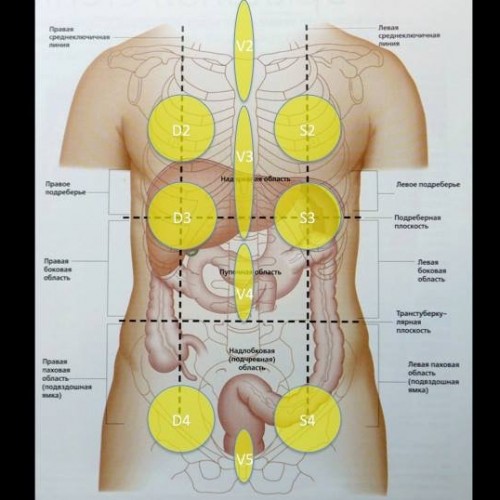 Правая
среднеключичная
линия
Левая
среднеключичная
линия
V2
D2
S2
V3
Надчревная область
Правое
подреберье
Левое подреберье
D3
S3
Подреберная
плоскость
Правая
боковая
область
Пупочная область
Левая
боковая
область
V4
Транстуберку-
лярная
плоскость
Надлобковая
(подчревная)
область
Правая
паховая
область
(подвздошная
ямка)
Левая паховая
область
(подвздошная
ямка)
D4
S4
V5